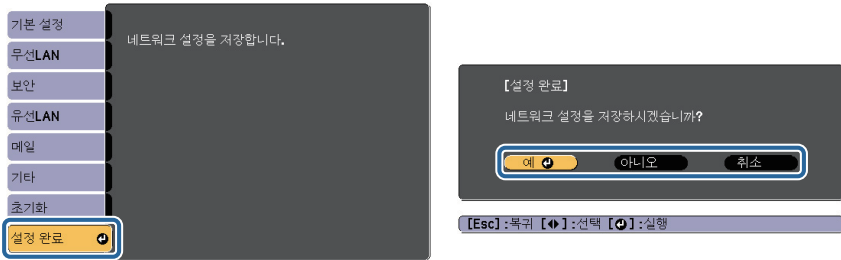 기본 설정
무선LAN
보안
유선LAN
메일
기타
초기화
설정 완료
네트워크 설정을 저장합니다.
[설정 완료]
네트워크 설정을 저장하시겠습니까?
예 아니오 취소
[Esc] :복귀 [◆] :선택 [↵] :실행